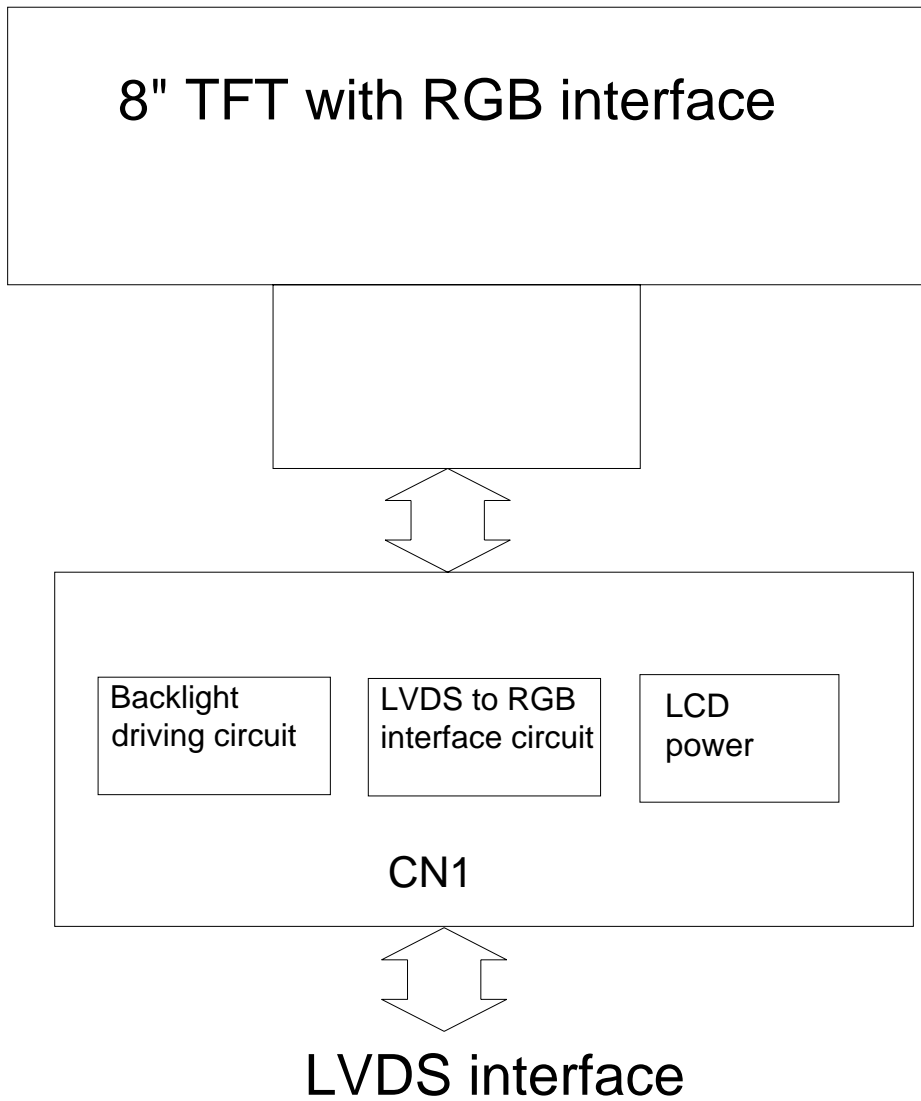 8" TFT with RGB interface
Backlight
driving circuit
LVDS to RGB
interface circuit
LCD
power
CN1
LVDS interface